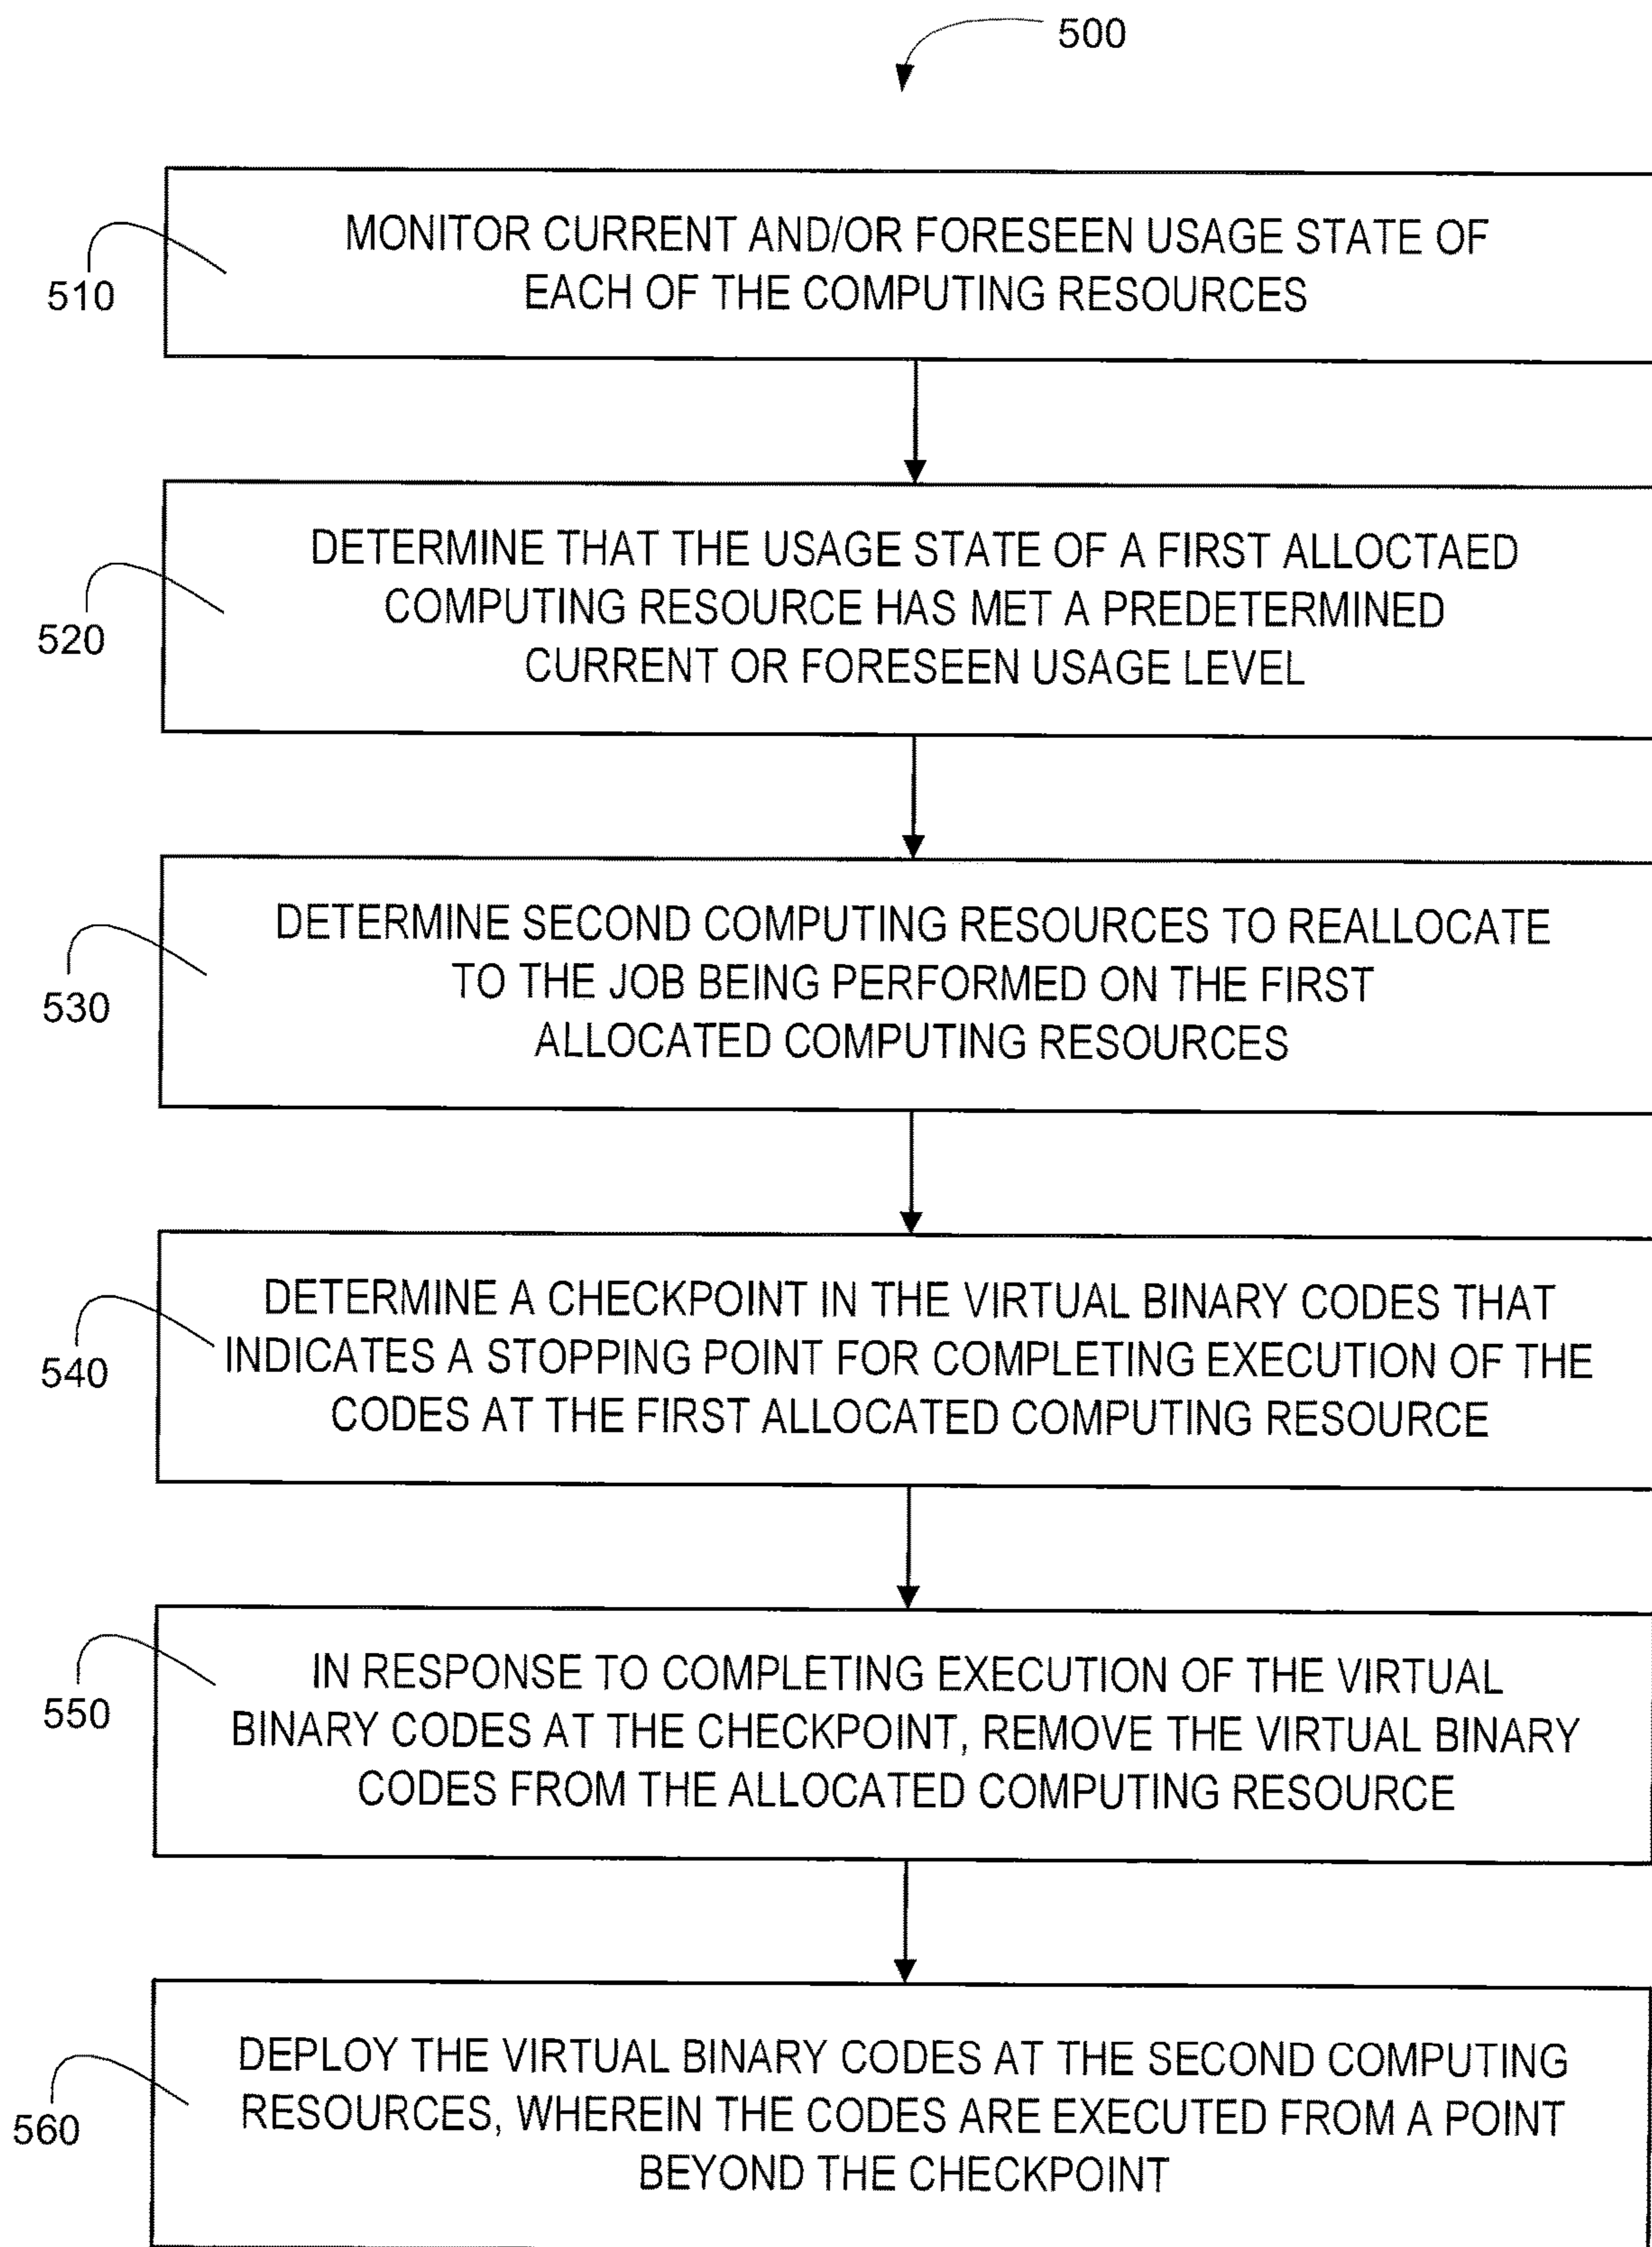 500
MONITOR CURRENT AND/OR FORESEEN USAGE STATE OF
EACH OF THE COMPUTING RESOURCES
510
DETERMINE THAT THE USAGE STATE OF A FIRST ALLOCTAED
COMPUTING RESOURCE HAS MET A PREDETERMINED
CURRENT OR FORESEEN USAGE LEVEL
520
DETERMINE SECOND COMPUTING RESOURCES TO REALLOCATE
TO THE JOB BEING PERFORMED ON THE FIRST
ALLOCATED COMPUTING RESOURCES
530
DETERMINE A CHECKPOINT IN THE VIRTUAL BINARY CODES THAT
INDICATES A STOPPING POINT FOR COMPLETING EXECUTION OF THE
CODES AT THE FIRST ALLOCATED COMPUTING RESOURCE
540
IN RESPONSE TO COMPLETING EXECUTION OF THE VIRTUAL
BINARY CODES AT THE CHECKPOINT, REMOVE THE VIRTUAL BINARY
CODES FROM THE ALLOCATED COMPUTING RESOURCE
550
DEPLOY THE VIRTUAL BINARY CODES AT THE SECOND COMPUTING
RESOURCES, WHEREIN THE CODES ARE EXECUTED FROM A POINT
BEYOND THE CHECKPOINT
560